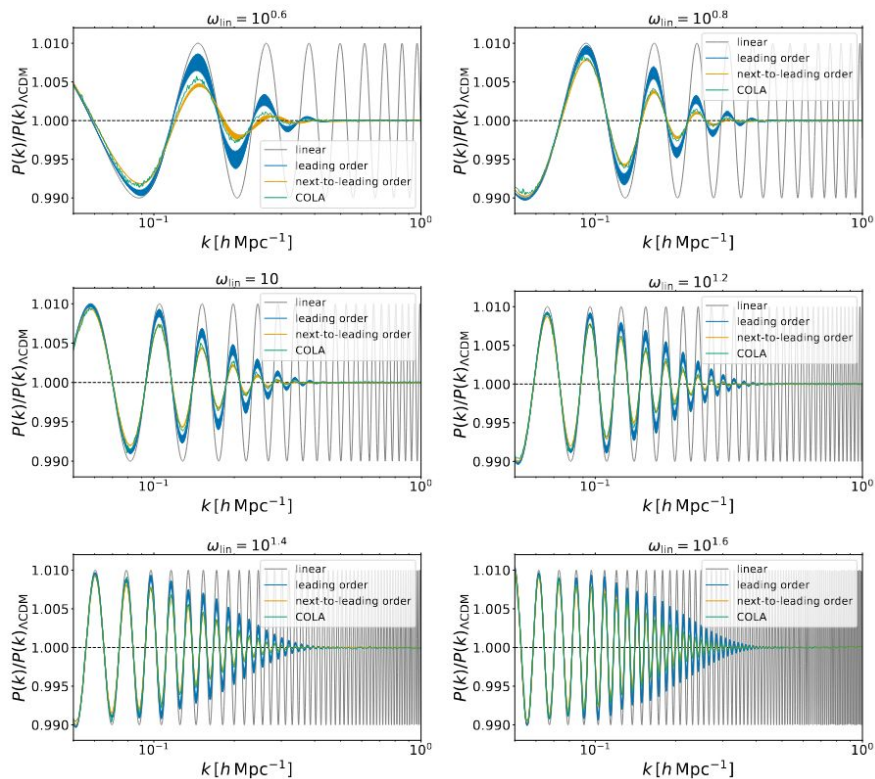 ω_lin = 10^0.6
P(k)/P(k)_ΛCDM
1.010
1.005
1.000
0.995
0.990
linear
leading order
next-to-leading order
COLA
10^-1
10^0
k [h Mpc^-1]
ω_lin = 10^0.8
P(k)/P(k)_ΛCDM
1.010
1.005
1.000
0.995
0.990
linear
leading order
next-to-leading order
COLA
10^-1
10^0
k [h Mpc^-1]
ω_lin = 10
P(k)/P(k)_ΛCDM
1.010
1.005
1.000
0.995
0.990
linear
leading order
next-to-leading order
COLA
10^-1
10^0
k [h Mpc^-1]
ω_lin = 10^1.2
P(k)/P(k)_ΛCDM
1.010
1.005
1.000
0.995
0.990
linear
leading order
next-to-leading order
COLA
10^-1
10^0
k [h Mpc^-1]
ω_lin = 10^1.4
P(k)/P(k)_ΛCDM
1.010
1.005
1.000
0.995
0.990
linear
leading order
next-to-leading order
COLA
10^-1
10^0
k [h Mpc^-1]
ω_lin = 10^1.6
P(k)/P(k)_ΛCDM
1.010
1.005
1.000
0.995
0.990
linear
leading order
next-to-leading order
COLA
10^-1
10^0
k [h Mpc^-1]